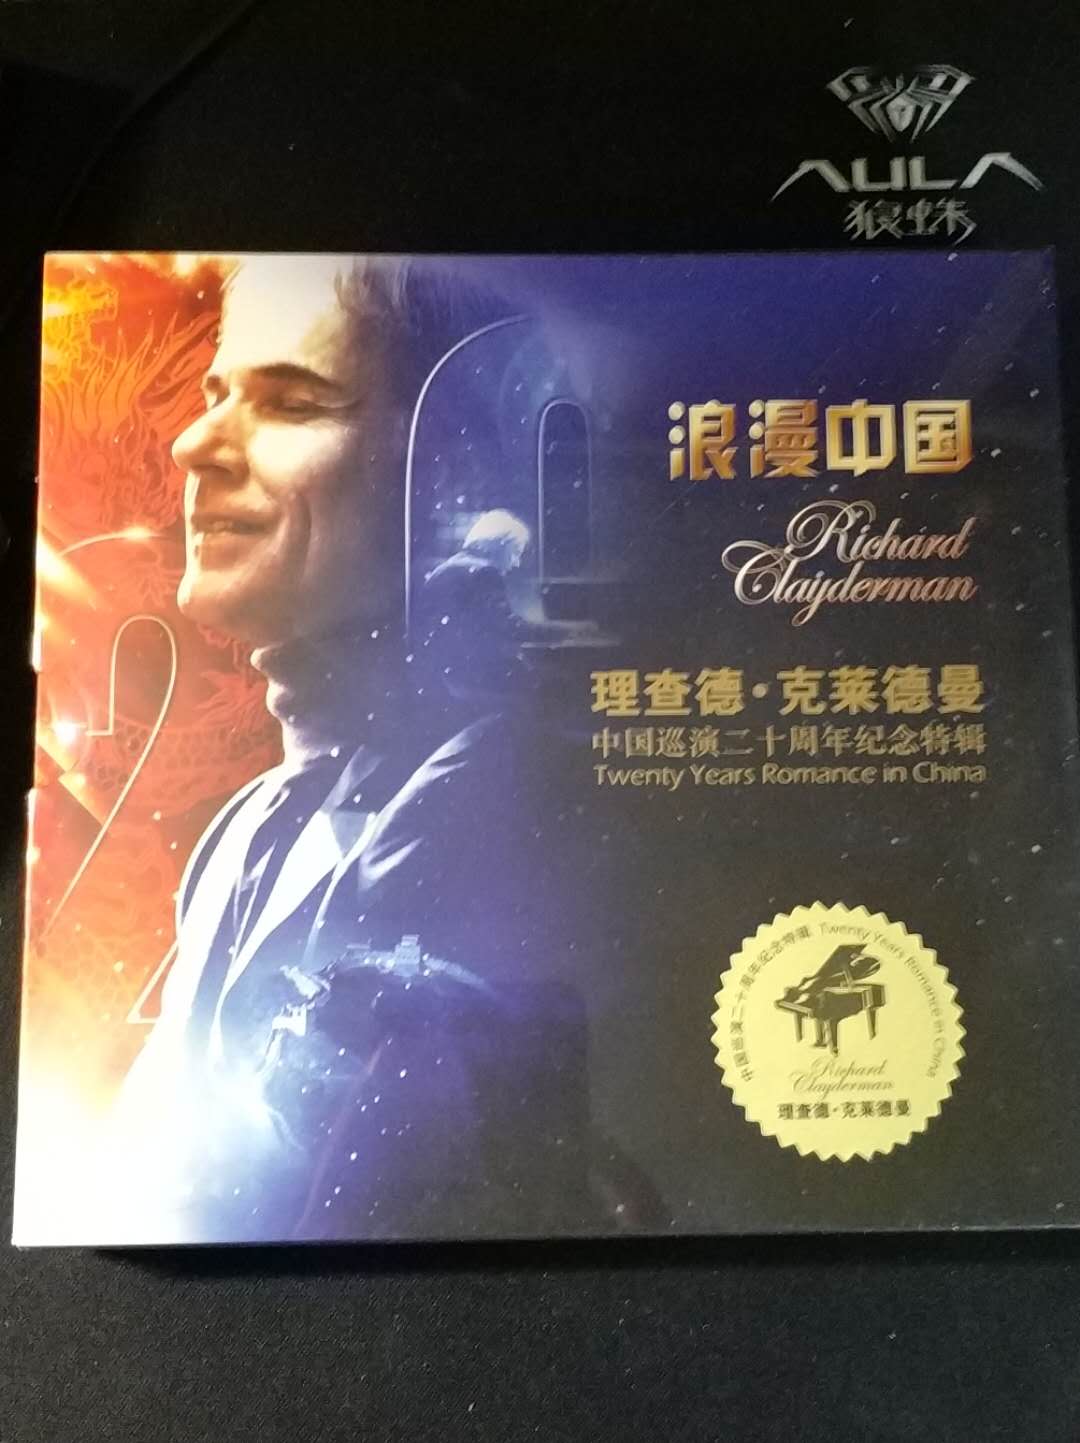 AULA
狼蛛
浪漫中国
Richard
Clayderman
理查德·克莱德曼
中国巡演二十周年纪念特辑
Twenty Years Romance in China
中国巡演二十周年纪念特辑 Twenty Years Romance in China
Richard
Clayderman
理查德·克莱德曼